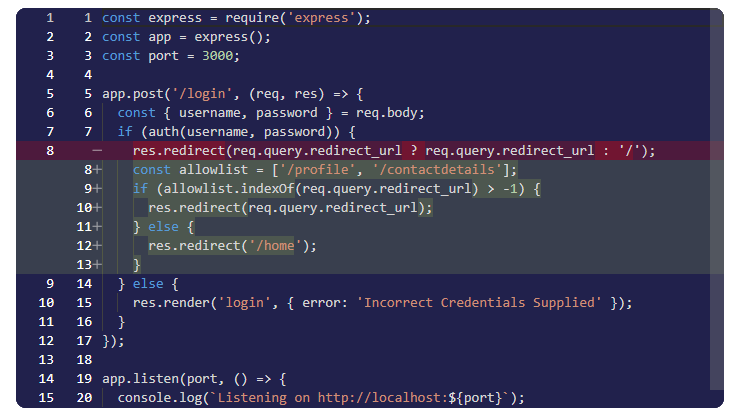 1 1 const express = require('express');
2 2 const app = express();
3 3 const port = 3000;
4 4
5 5 app.post('/login', (req, res) => {
6 6 const { username, password } = req.body;
7 7 if (auth(username, password)) {
8 − res.redirect(req.query.redirect_url ? req.query.redirect_url : '/');
8+ const allowlist = ['/profile', '/contactdetails'];
9+ if (allowlist.indexOf(req.query.redirect_url) > -1) {
10+ res.redirect(req.query.redirect_url);
11+ } else {
12+ res.redirect('/home');
13+ }
9 14 } else {
10 15 res.render('login', { error: 'Incorrect Credentials Supplied' });
11 16 }
12 17 });
13 18
14 19 app.listen(port, () => {
15 20 console.log(`Listening on http://localhost:${port}`);